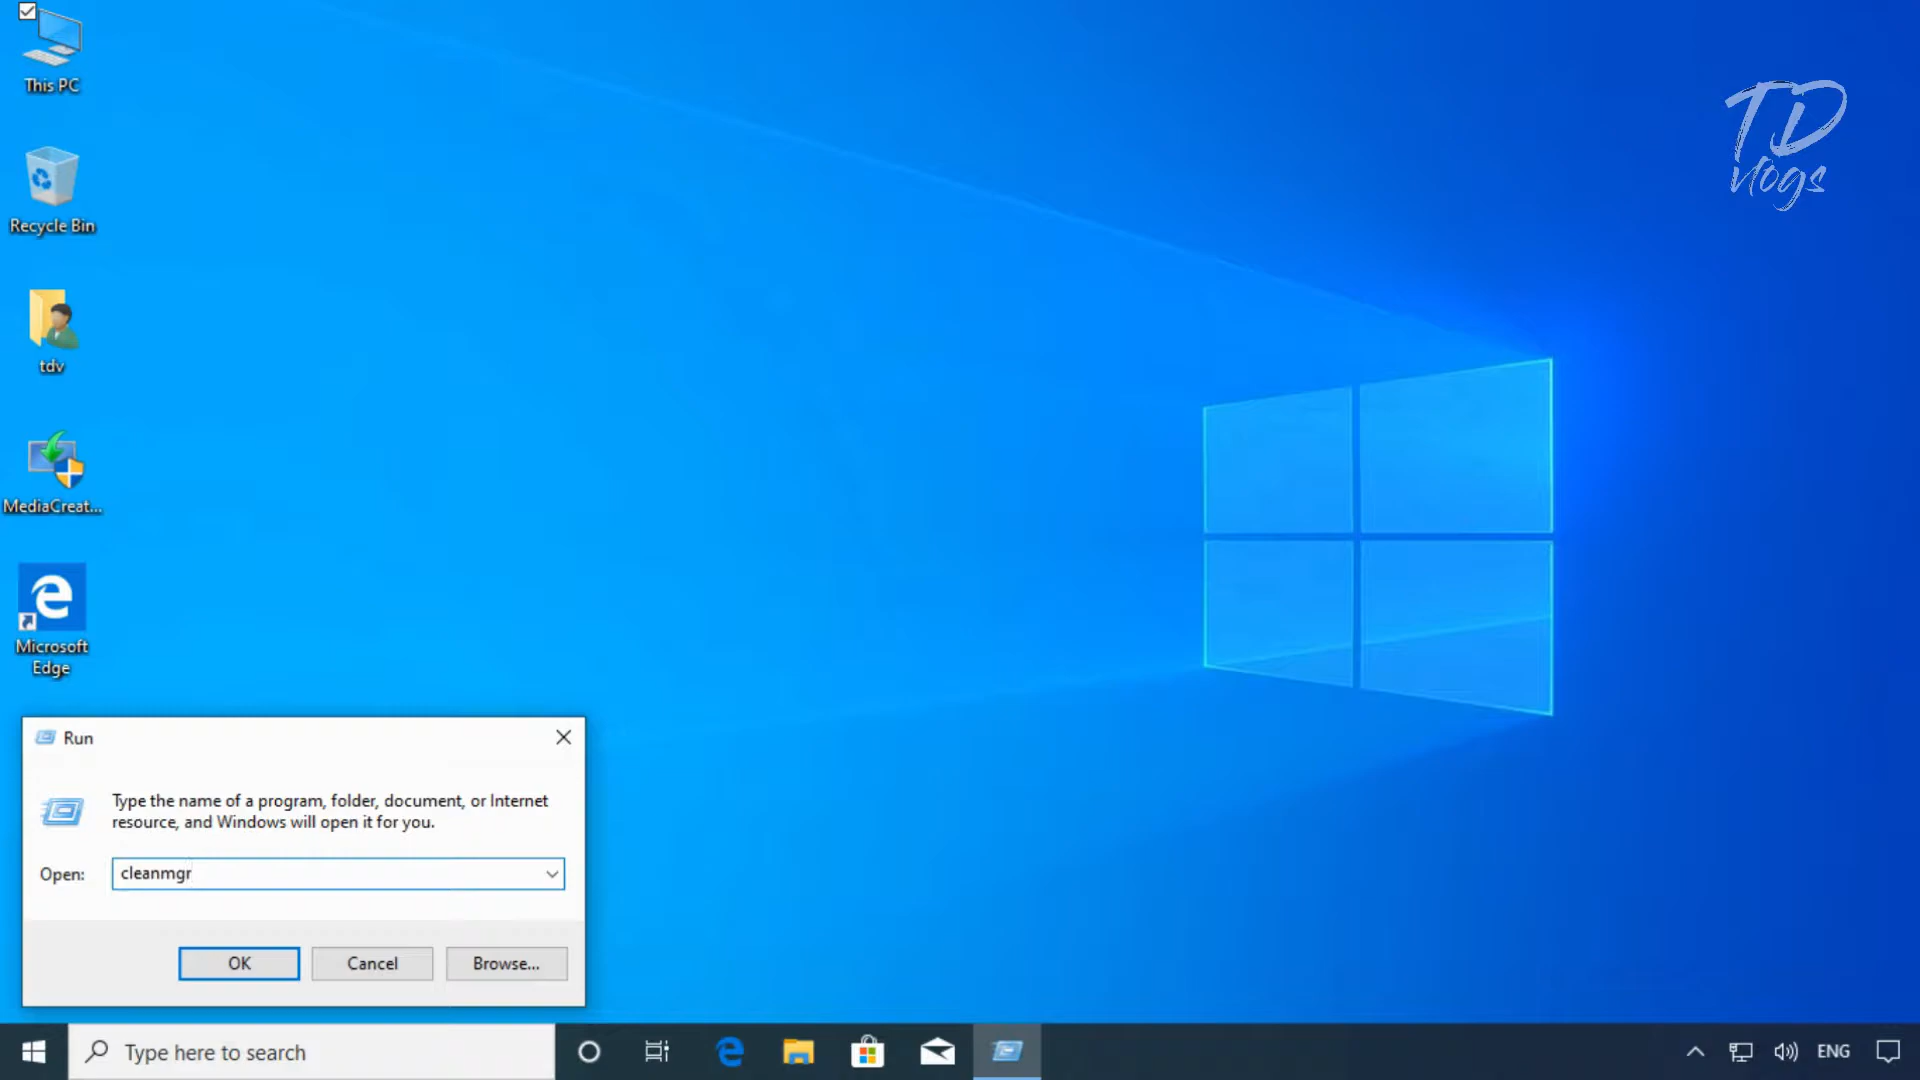 This PC
Recycle Bin
tdv
MediaCreat...
Microsoft
Edge
TD
vlogs
Run
Type the name of a program, folder, document, or Internet
resource, and Windows will open it for you.
Open:
cleanmgr
OK
Cancel
Browse...
Type here to search
ENG